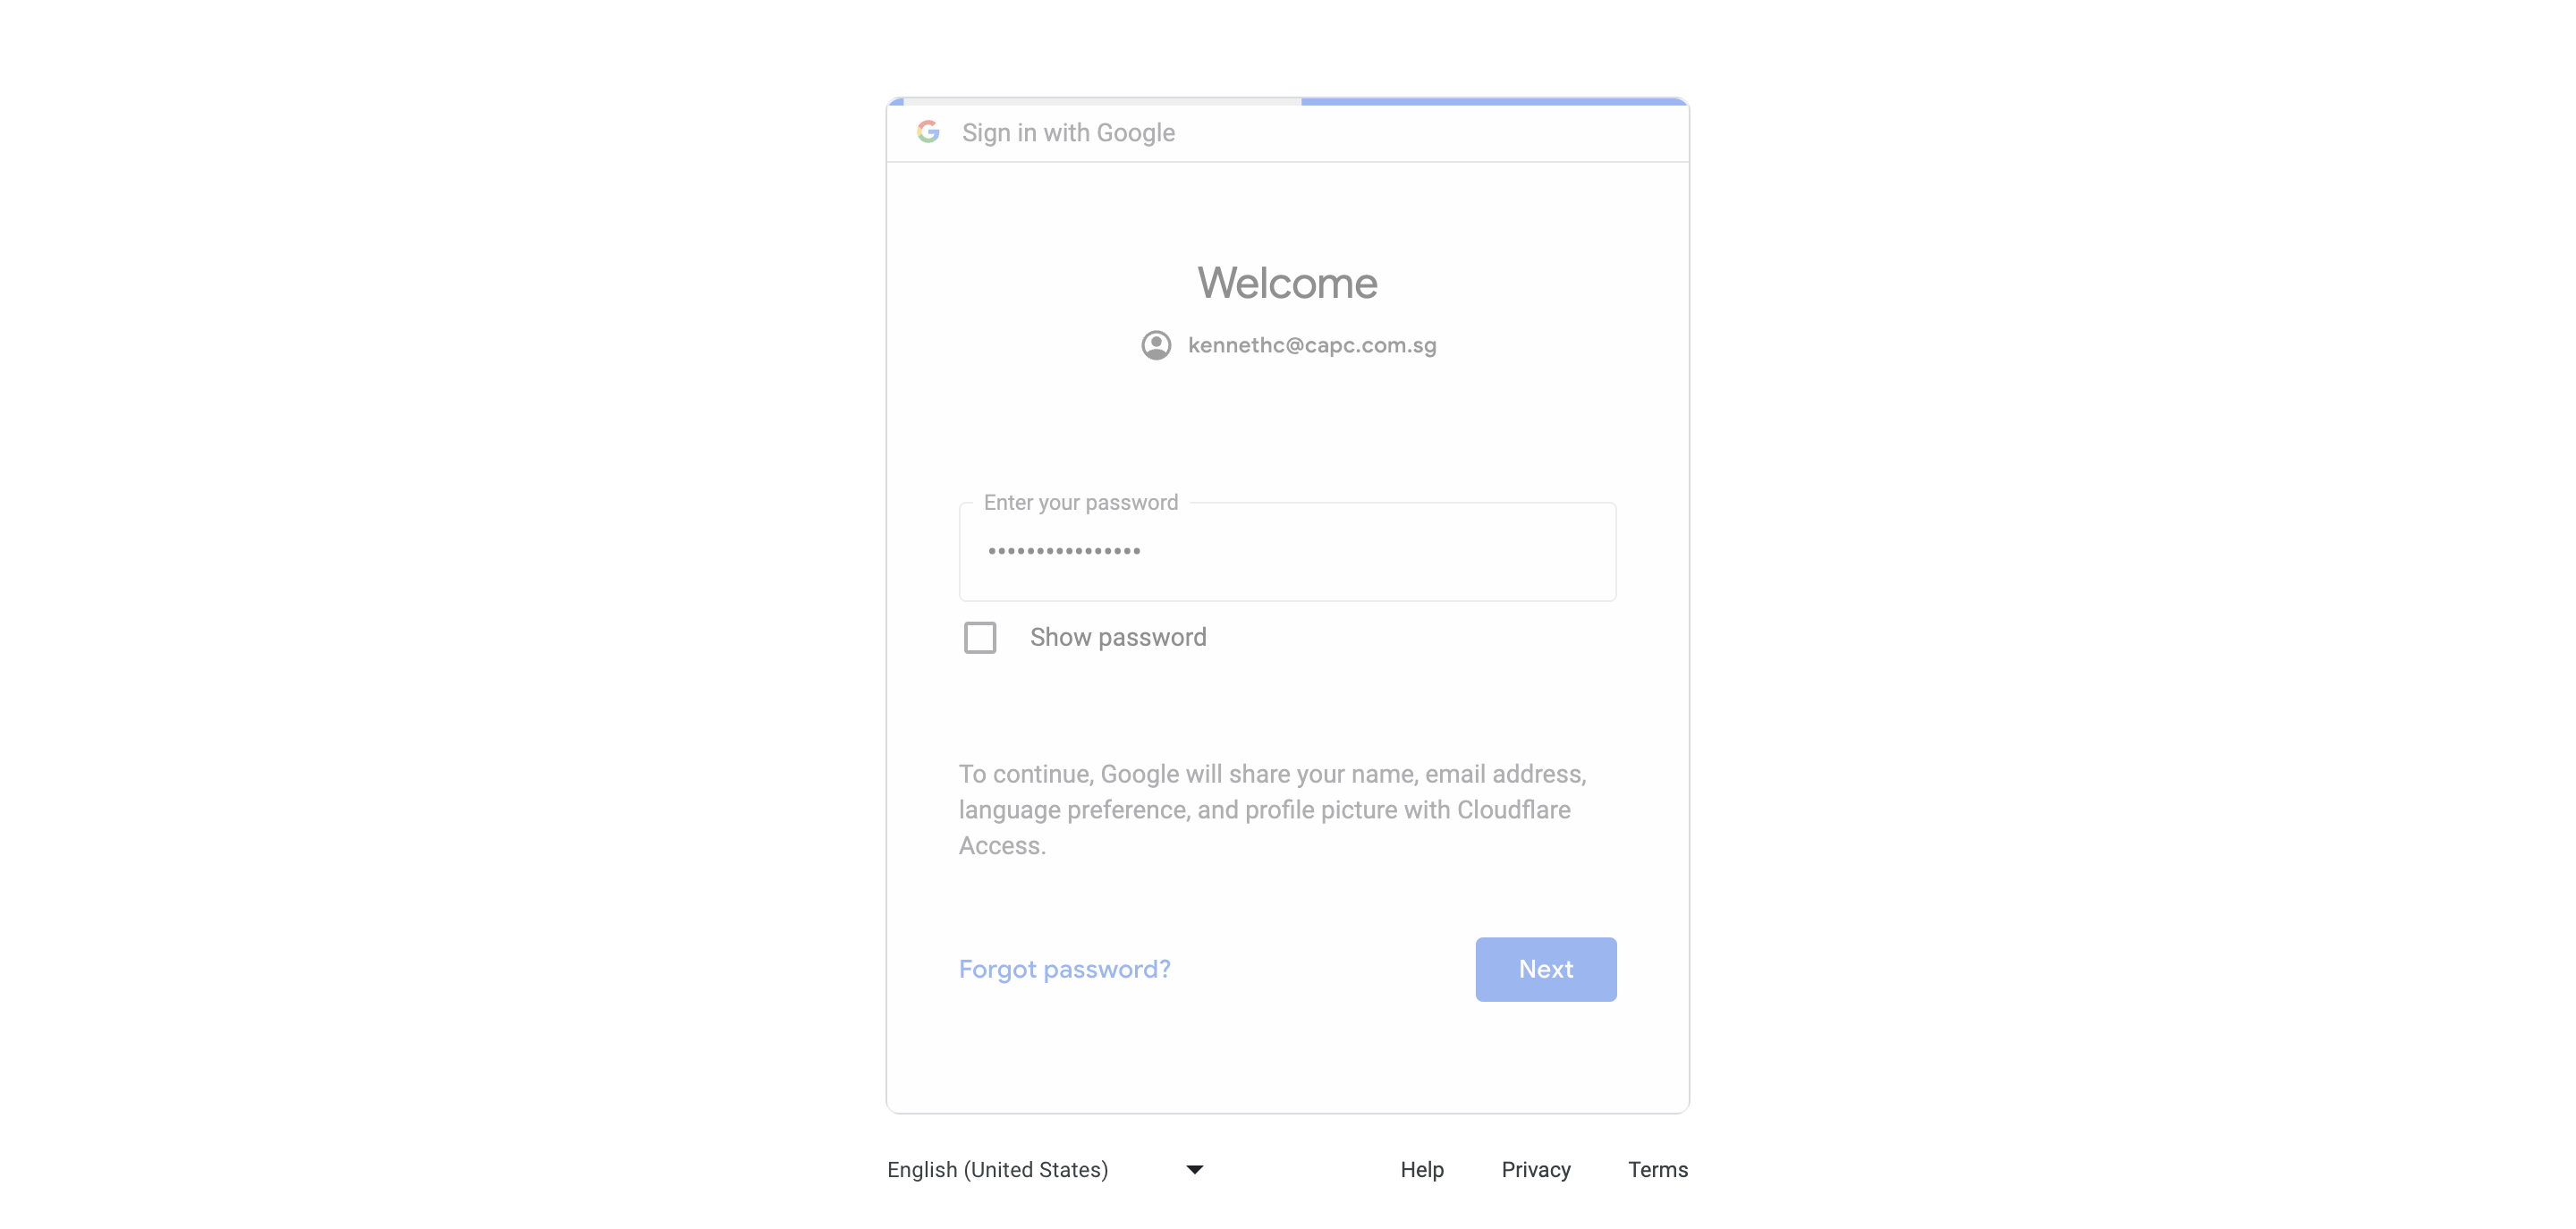 Sign in with Google
Welcome
kennethc@capc.com.sg
Enter your password
••••••••••••••••
Show password
To continue, Google will share your name, email address,
language preference, and profile picture with Cloudflare
Access.
Forgot password?
Next
English (United States)
Help
Privacy
Terms